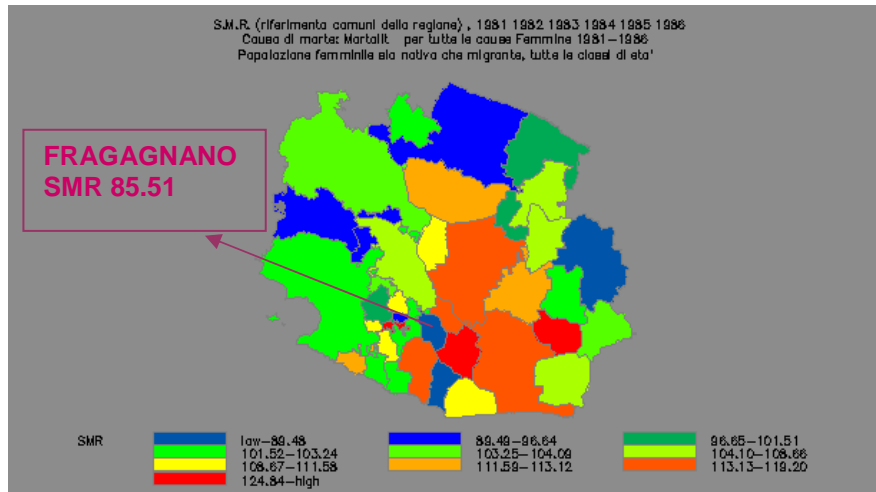 S.M.R. (riferimento comuni della regione) , 1981 1982 1983 1984 1985 1986
Causa di morte: Mortalit per tutte le cause Femmine 1981-1986
Popolazione femminile sia nativa che migrante, tutte le classi di eta'
FRAGAGNANO
SMR 85.51
SMR
low-89.48
89.49-96.64
96.65-101.51
101.52-103.24
103.25-104.09
104.10-108.66
108.67-111.58
111.59-113.12
113.13-119.20
124.84-high